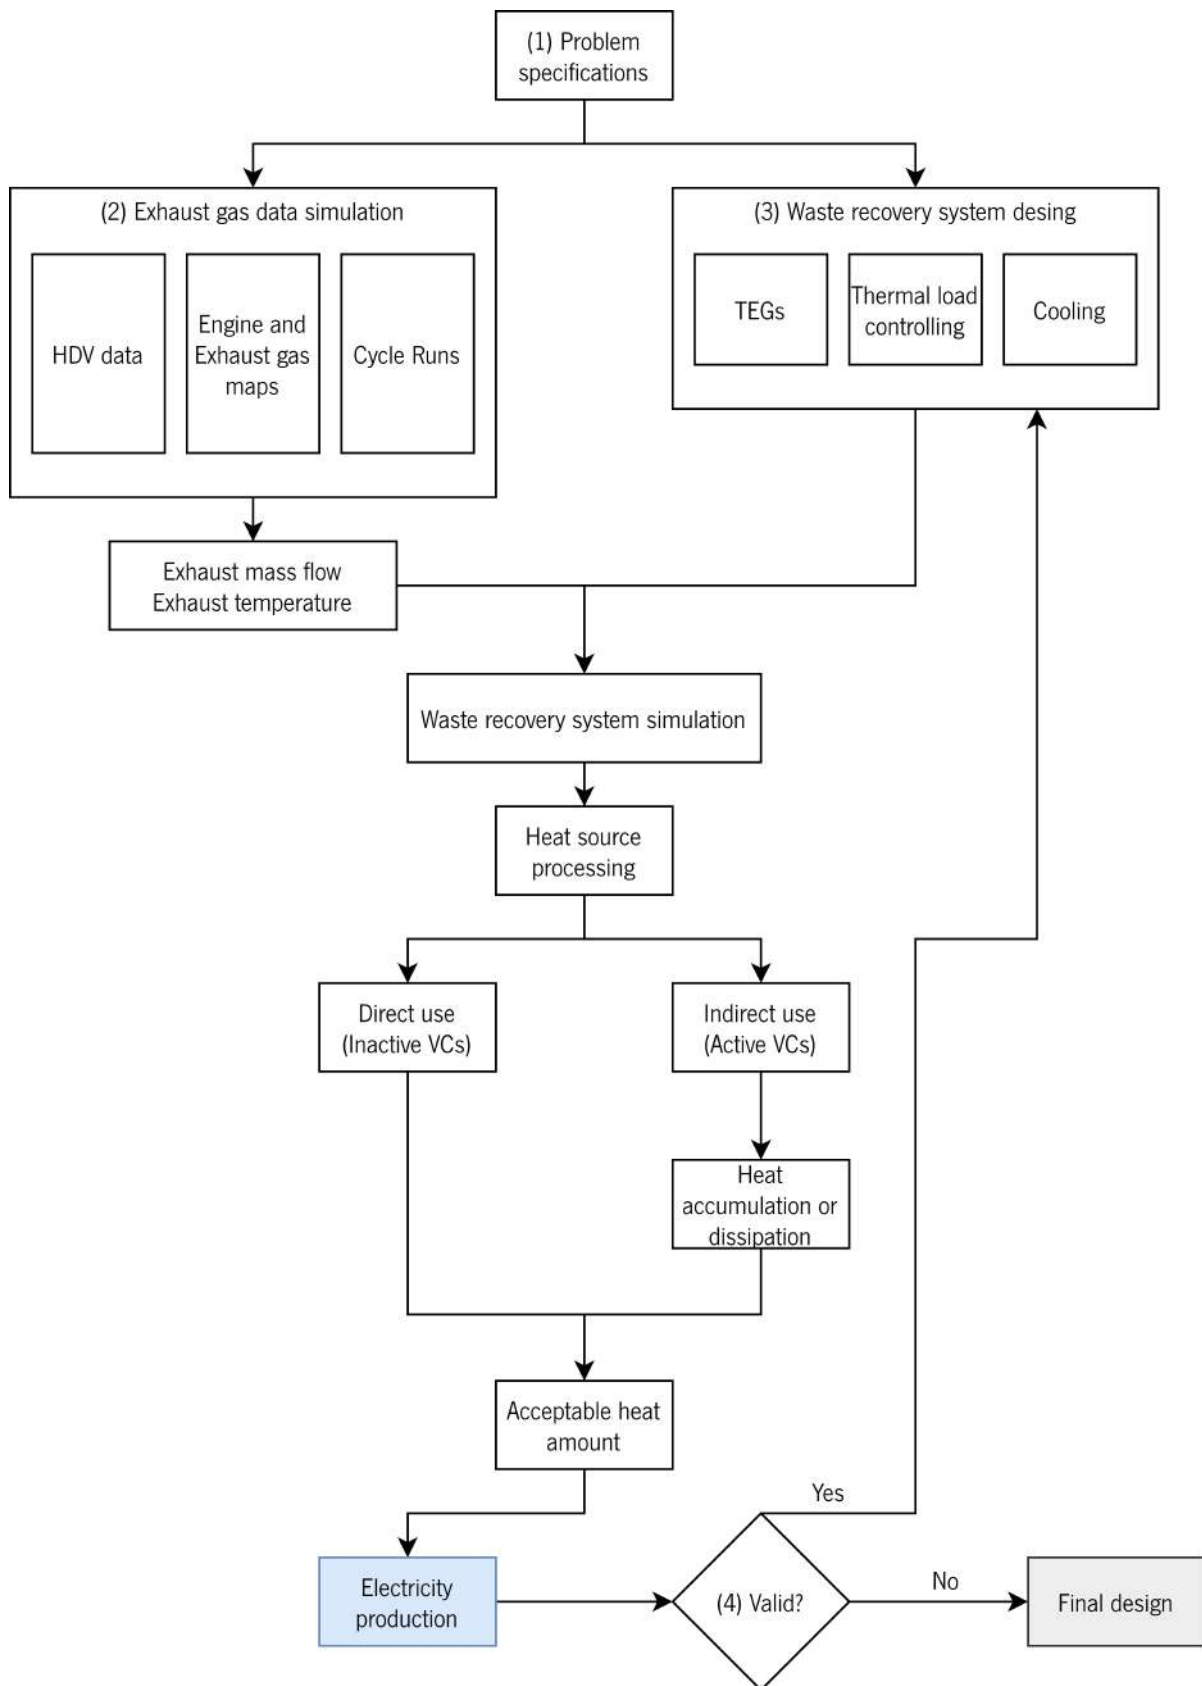 (1) Problem
specifications
(2) Exhaust gas data simulation
HDV data
Engine and
Exhaust gas
maps
Cycle Runs
(3) Waste recovery system desing
TEGs
Thermal load
controlling
Cooling
Exhaust mass flow
Exhaust temperature
Waste recovery system simulation
Heat source
processing
Direct use
(Inactive VCs)
Indirect use
(Active VCs)
Heat
accumulation or
dissipation
Acceptable heat
amount
Yes
Electricity
production
(4) Valid?
No
Final design